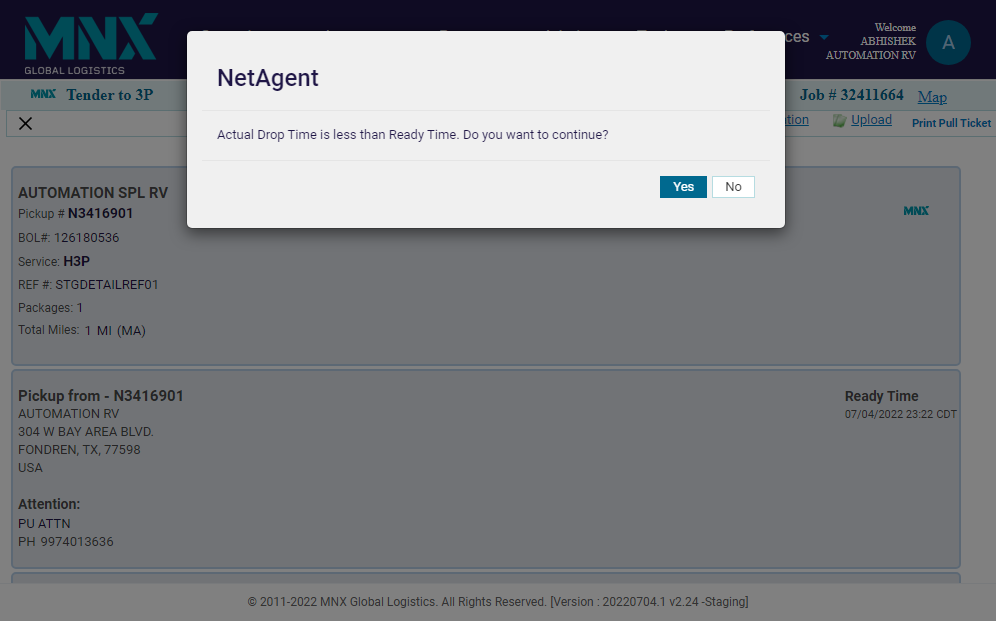 MNX
GLOBAL LOGISTICS
Welcome
ABHISHEK
AUTOMATION RV
A
MNX Tender to 3P
Job # 32411664 Map
Upload Print Pull Ticket
NetAgent
Actual Drop Time is less than Ready Time. Do you want to continue?
Yes No
AUTOMATION SPL RV
Pickup # N3416901
MNX
BOL#: 126180536
Service: H3P
REF #: STGDETAILREF01
Packages: 1
Total Miles: 1 MI (MA)
Pickup from - N3416901
Ready Time
AUTOMATION RV
07/04/2022 23:22 CDT
304 W BAY AREA BLVD.
FONDREN, TX, 77598
USA
Attention:
PU ATTN
PH 9974013636
© 2011-2022 MNX Global Logistics. All Rights Reserved. [Version : 20220704.1 v2.24 -Staging]